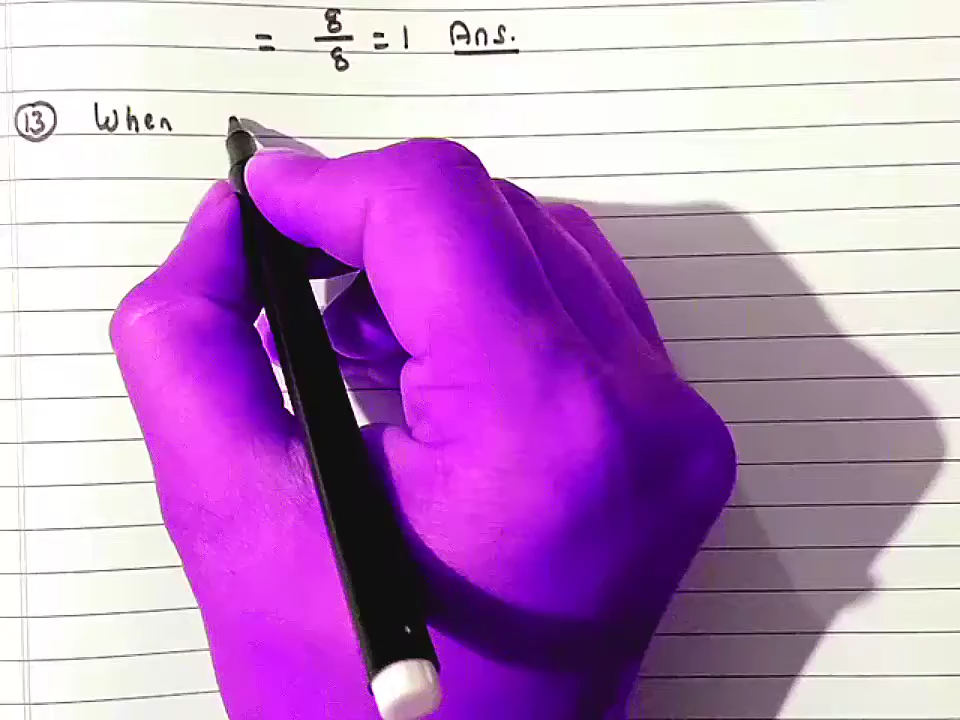 = 8/8 = 1 Ans.
13 When